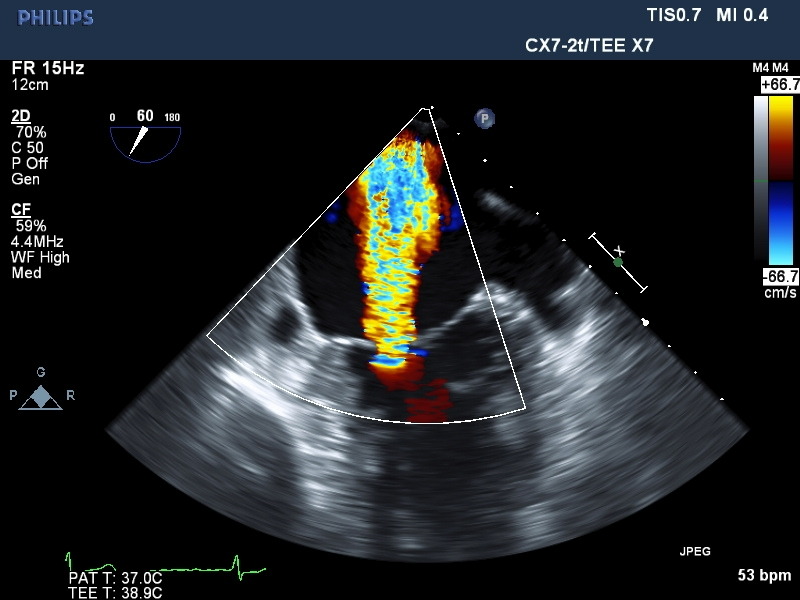 PHILIPS
TIS0.7 MI 0.4
CX7-2t/TEE X7
FR 15Hz
12cm
2D
70%
C 50
P Off
Gen
CF
59%
4.4MHz
WF High
Med
0 60 180
P
M4 M4
+66.7
-66.7
cm/s
X
G
P R
PAT T: 37.0C
TEE T: 38.9C
JPEG
53 bpm